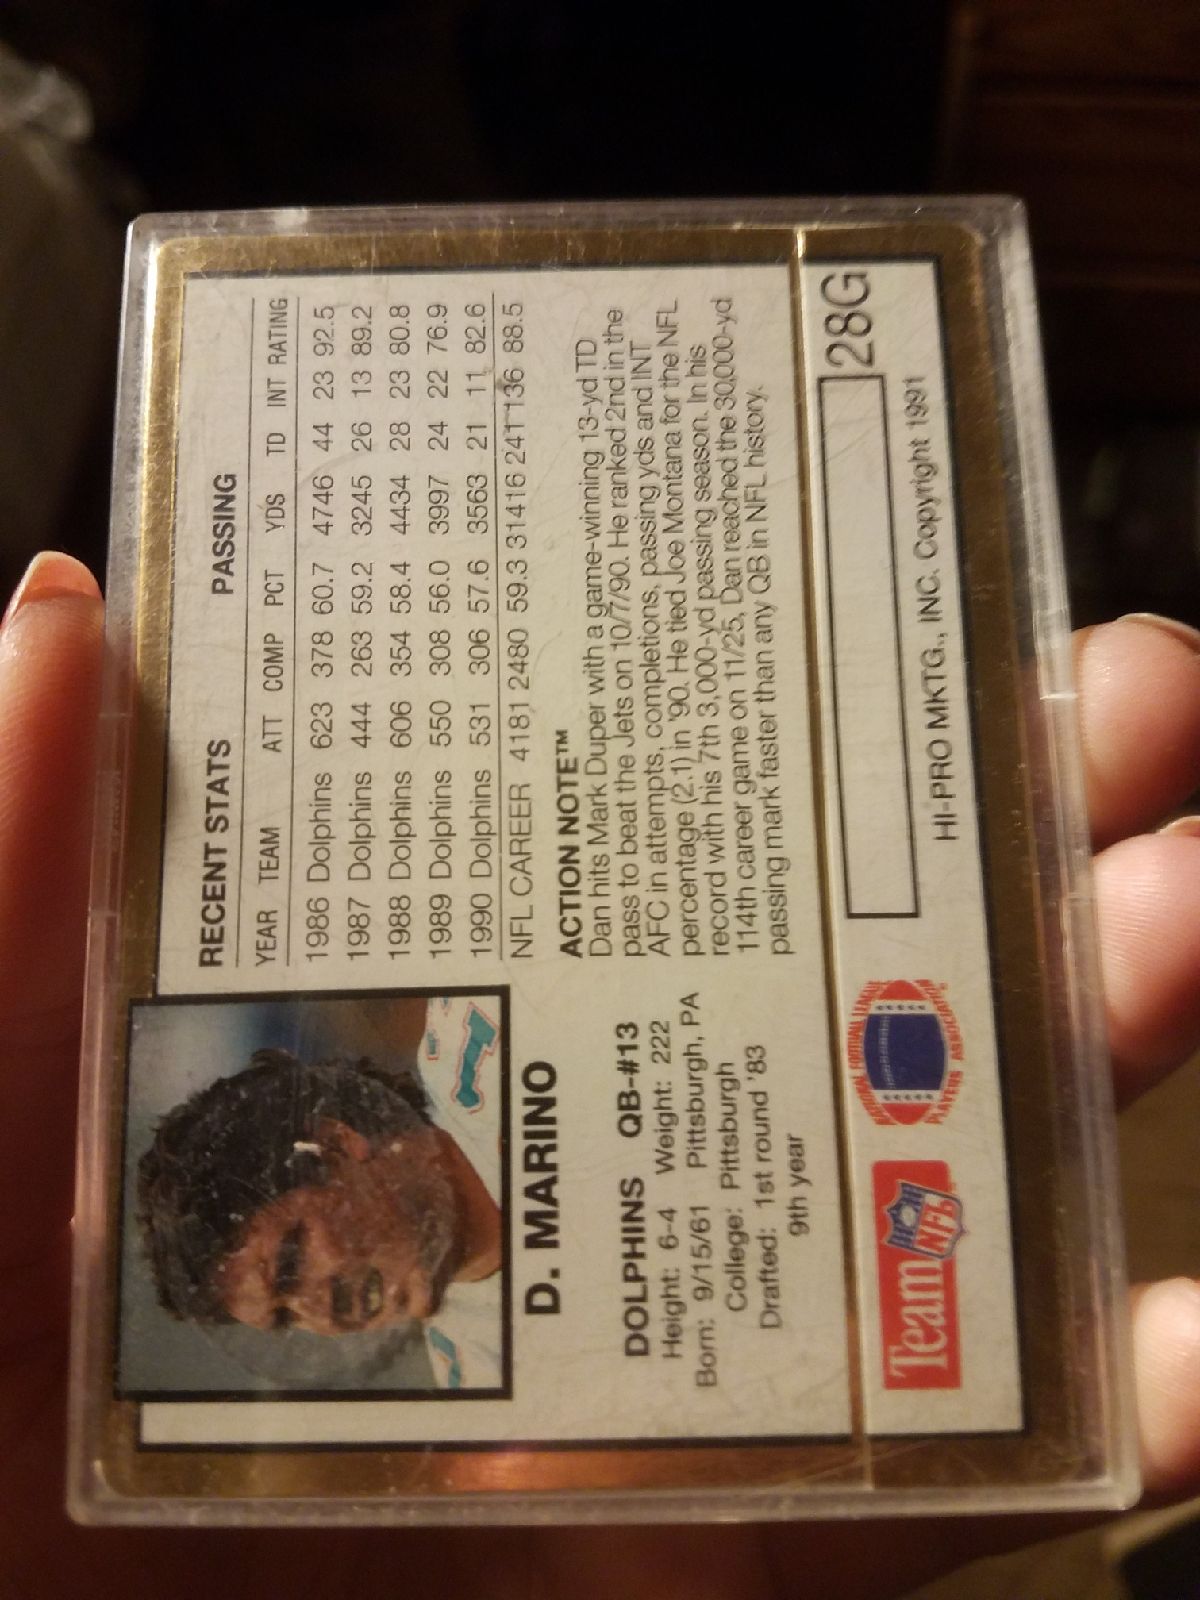 RECENT STATS PASSING
YEAR TEAM ATT COMP PCT YDS TD INT RATING
1986 Dolphins 623 378 60.7 4746 44 23 92.5
1987 Dolphins 444 263 59.2 3245 26 13 89.2
1988 Dolphins 606 354 58.4 4434 28 23 80.8
1989 Dolphins 550 308 56.0 3997 24 22 76.9
1990 Dolphins 531 306 57.6 3563 21 11 82.6
NFL CAREER 4181 2480 59.3 31416 241 136 88.5
D. MARINO
DOLPHINS QB-#13
Height: 6-4 Weight: 222
Born: 9/15/61 Pittsburgh, PA
College: Pittsburgh
Drafted: 1st round '83
9th year
ACTION NOTE™
Dan hits Mark Duper with a game-winning 13-yd TD
pass to beat the Jets on 10/7/90. He ranked 2nd in the
AFC in attempts, completions, passing yds and INT
percentage (2.1) in '90. He tied Joe Montana for the NFL
record with his 7th 3,000-yd passing season. In his
114th career game on 11/25, Dan reached the 30,000-yd
passing mark faster than any QB in NFL history.
Team NFL™
NATIONAL FOOTBALL LEAGUE
PLAYERS ASSOCIATION
28G
HI-PRO MKTG., INC. Copyright 1991